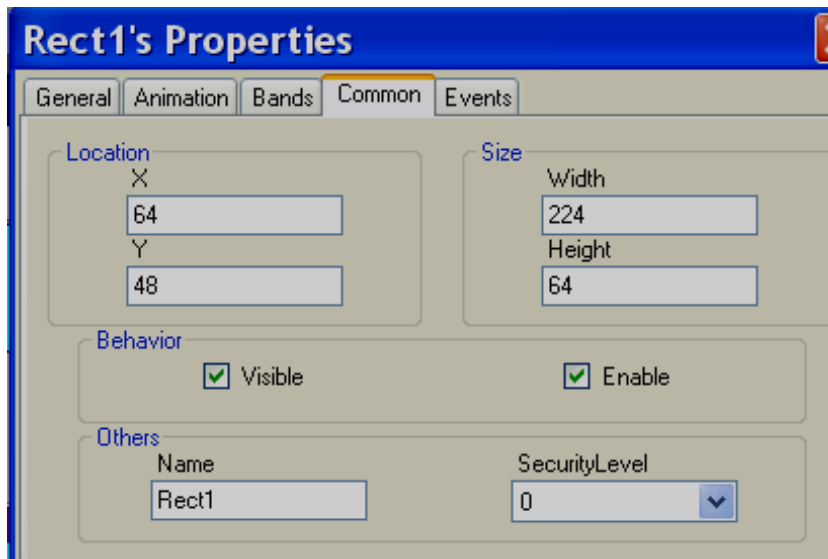 Rect1's Properties
General Animation Bands Common Events
Location
X
64
Y
48
Size
Width
224
Height
64
Behavior
Visible Enable
Others
Name
Rect1
SecurityLevel
0